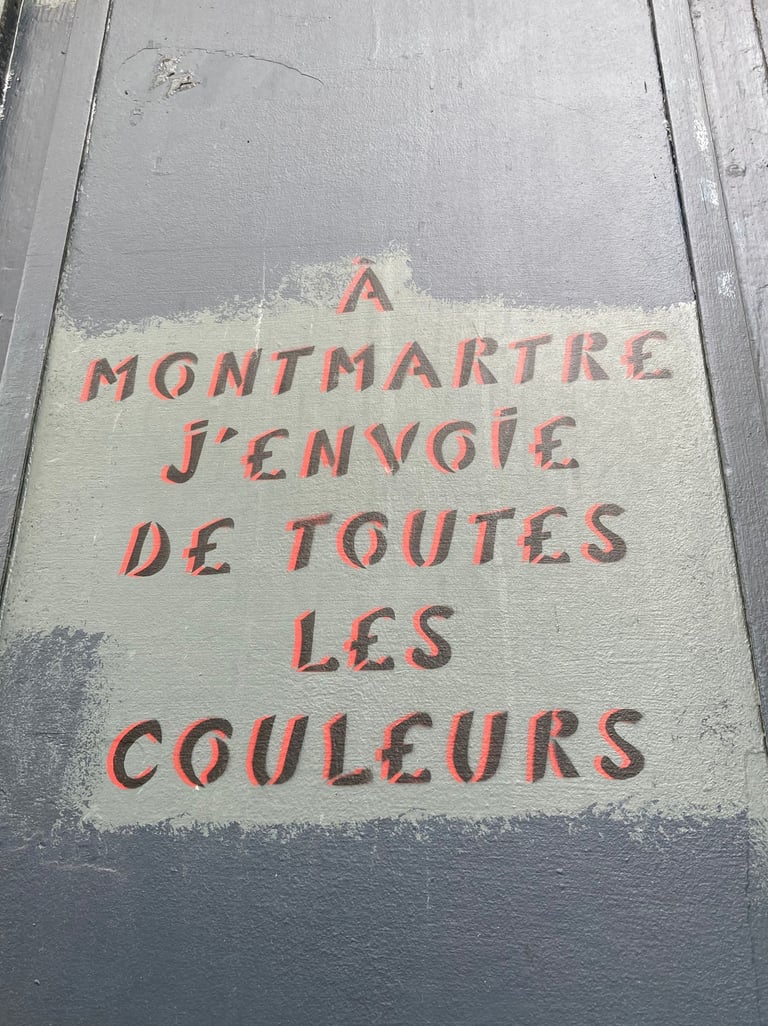 À
MONTMARTRE
J'ENVOIE
DE TOUTES
LES
COULEURS